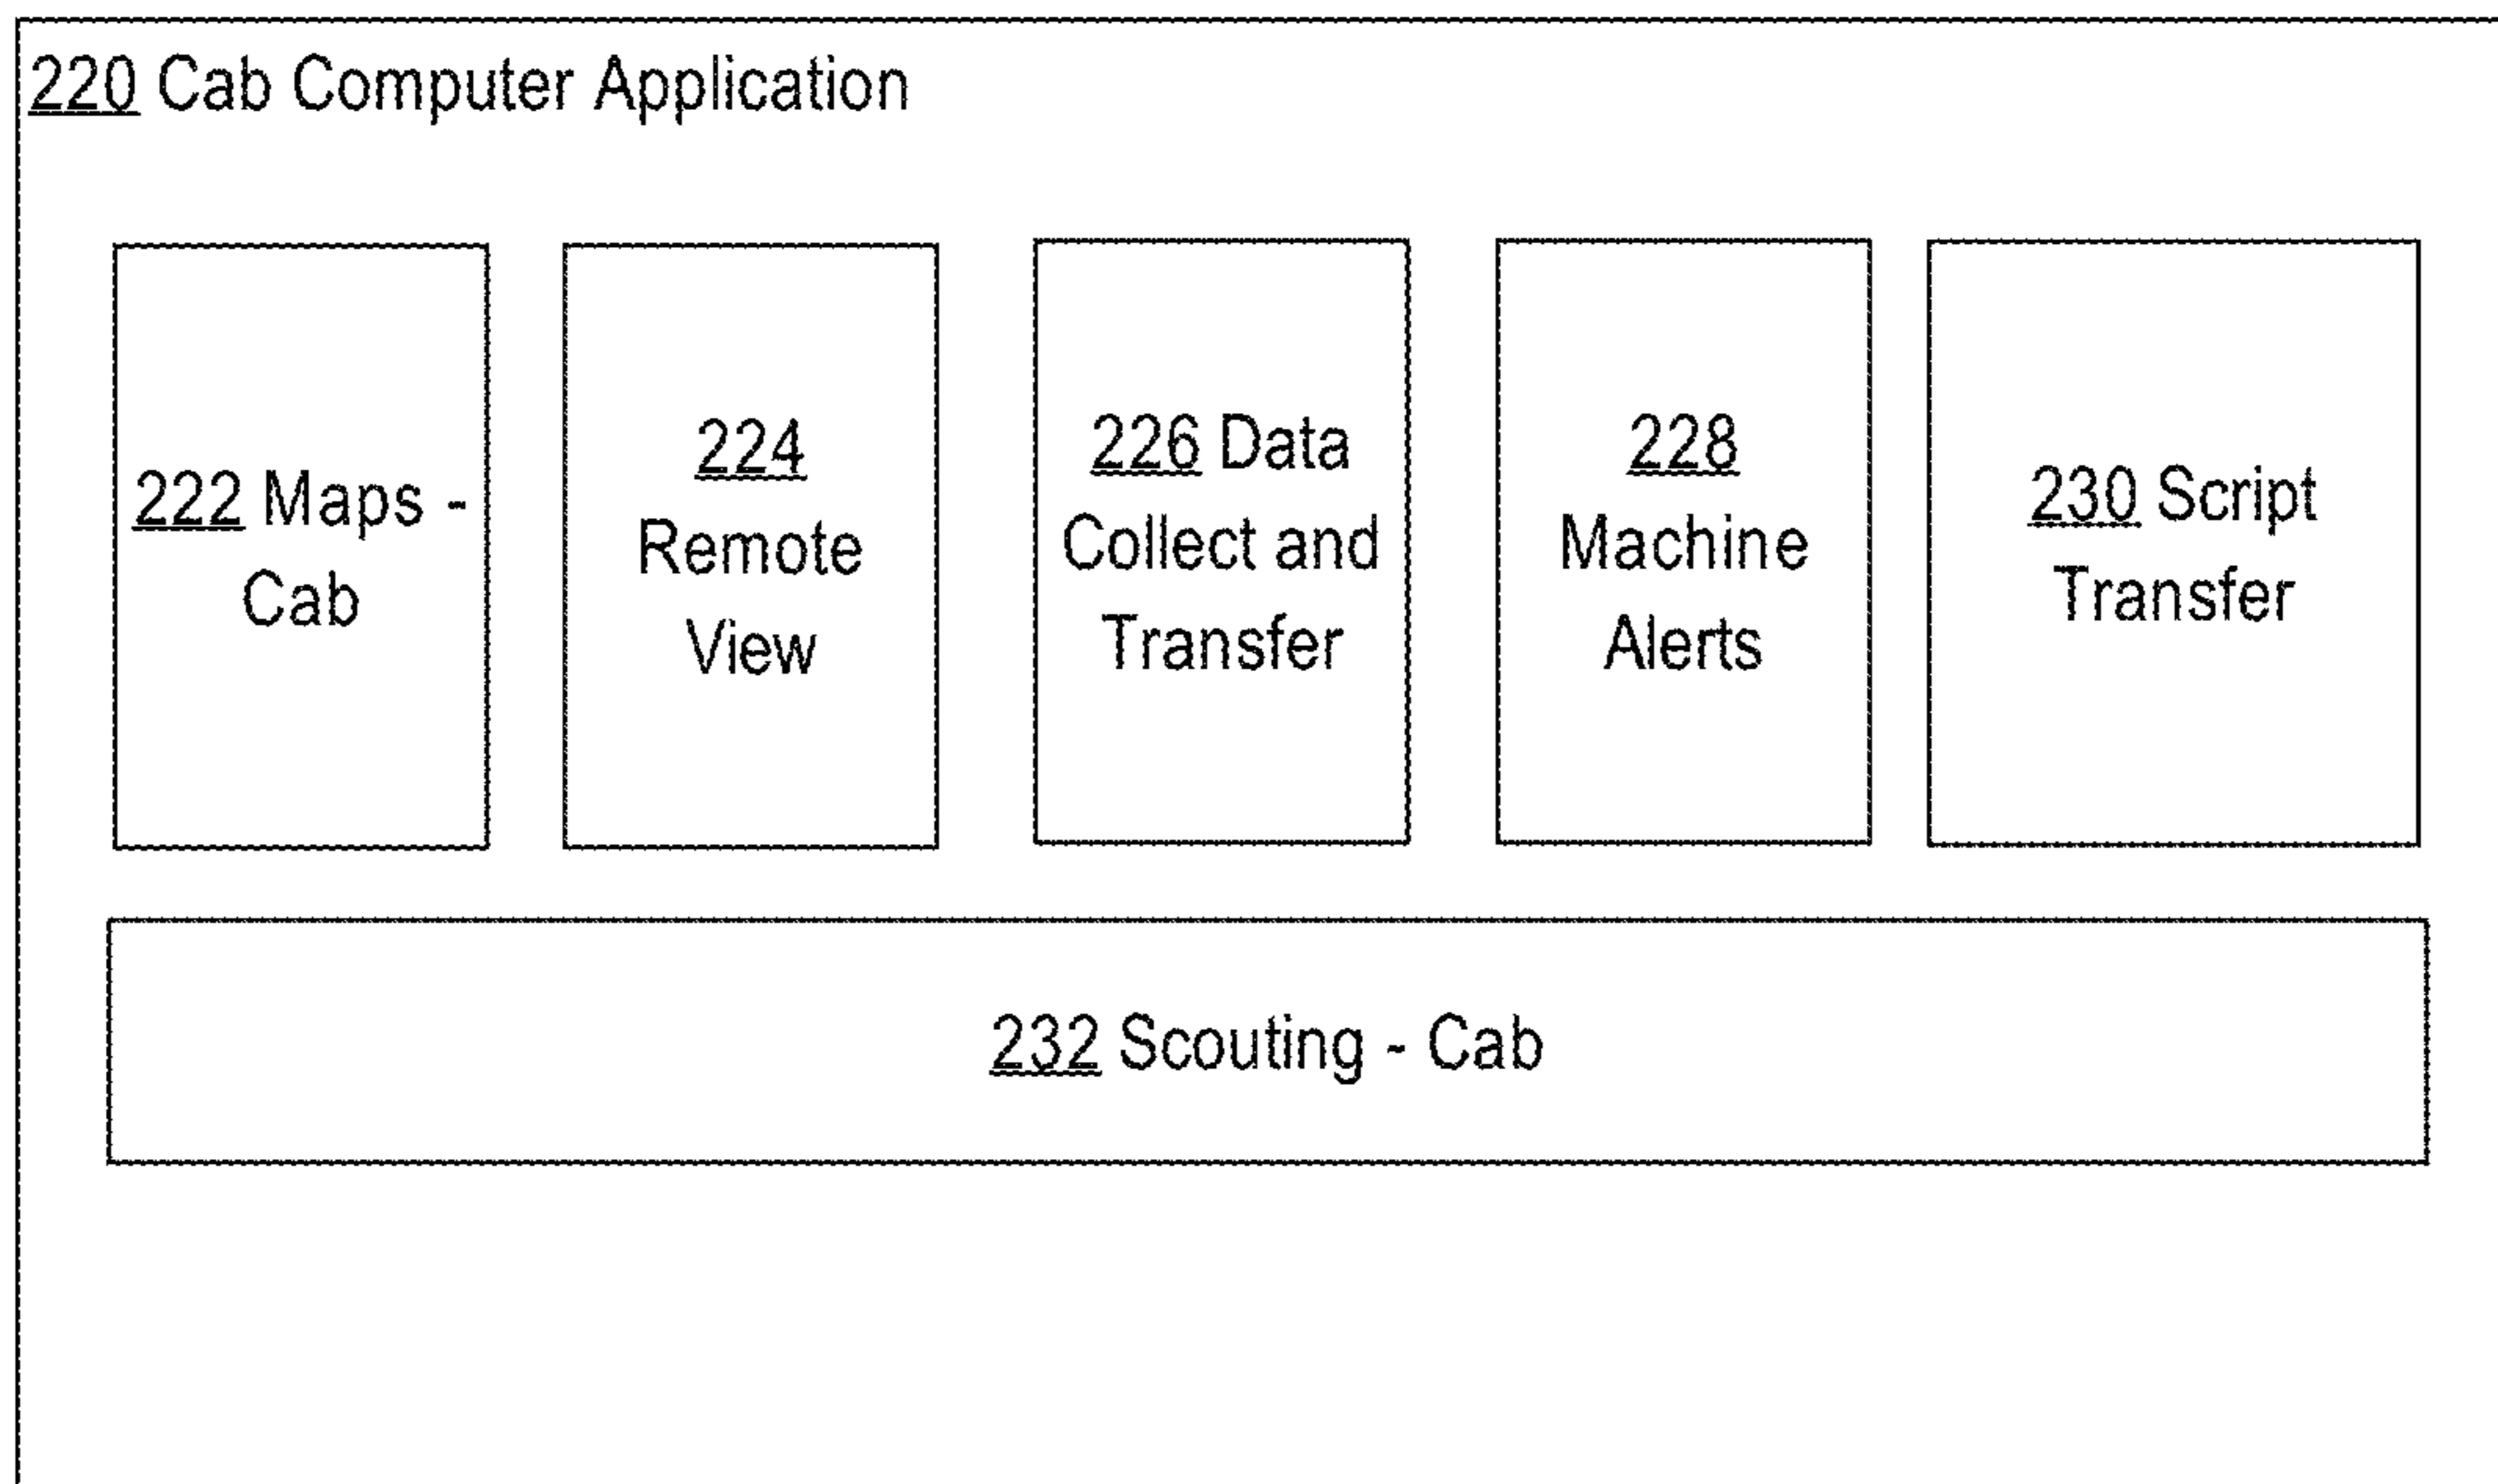 220 Cab Computer Application
222 Maps -
Cab
224
Remote
View
226 Data
Collect and
Transfer
228
Machine
Alerts
230 Script
Transfer
232 Scouting - Cab